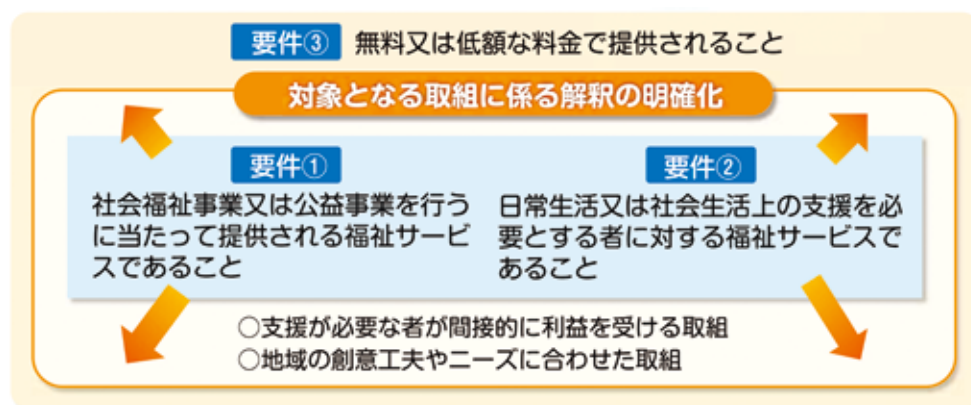 要件③ 無料又は低額な料金で提供されること
対象となる取組に係る解釈の明確化
要件①
社会福祉事業又は公益事業を行う
に当たって提供される福祉サービ
スであること
要件②
日常生活又は社会生活上の支援を必
要とする者に対する福祉サービスで
あること
○支援が必要な者が間接的に利益を受ける取組
○地域の創意工夫やニーズに合わせた取組